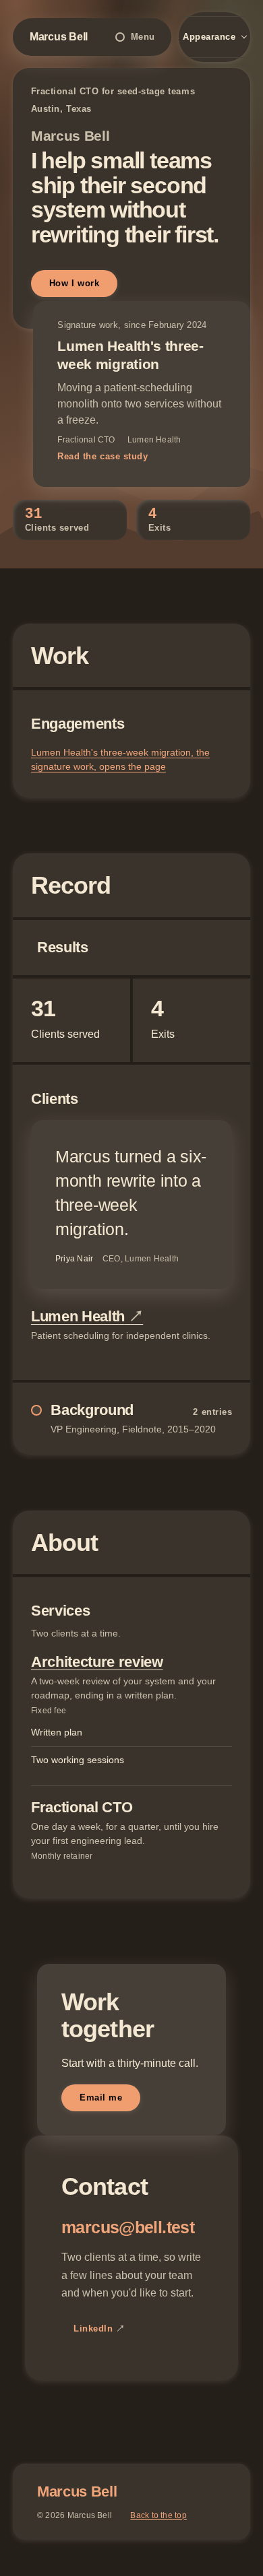 Marcus Bell
Menu
Appearance
Fractional CTO for seed-stage teams
Austin, Texas
Marcus Bell
I help small teams
ship their second
system without
rewriting their first.
How I work
Signature work, since February 2024
Lumen Health's three-
week migration
Moving a patient-scheduling
monolith onto two services without
a freeze.
Fractional CTO Lumen Health
Read the case study
31
Clients served
4
Exits
Work
Engagements
Lumen Health's three-week migration, the
signature work, opens the page
Record
Results
31
Clients served
4
Exits
Clients
Marcus turned a six-
month rewrite into a
three-week
migration.
Priya Nair CEO, Lumen Health
Lumen Health ↗
Patient scheduling for independent clinics.
Background
2 entries
VP Engineering, Fieldnote, 2015–2020
About
Services
Two clients at a time.
Architecture review
A two-week review of your system and your
roadmap, ending in a written plan.
Fixed fee
Written plan
Two working sessions
Fractional CTO
One day a week, for a quarter, until you hire
your first engineering lead.
Monthly retainer
Work
together
Start with a thirty-minute call.
Email me
Contact
marcus@bell.test
Two clients at a time, so write
a few lines about your team
and when you'd like to start.
LinkedIn ↗
Marcus Bell
© 2026 Marcus Bell Back to the top